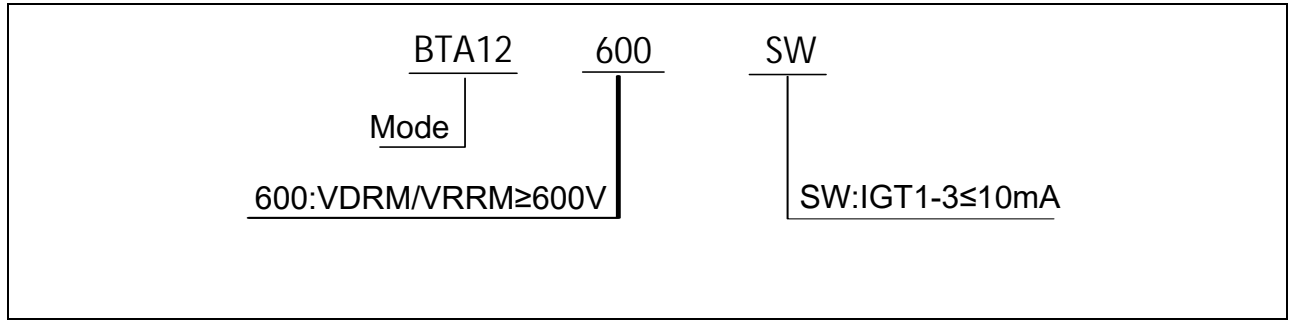 BTA12 600 SW
Mode
600:VDRM/VRRM≥600V SW:IGT1-3≤10mA